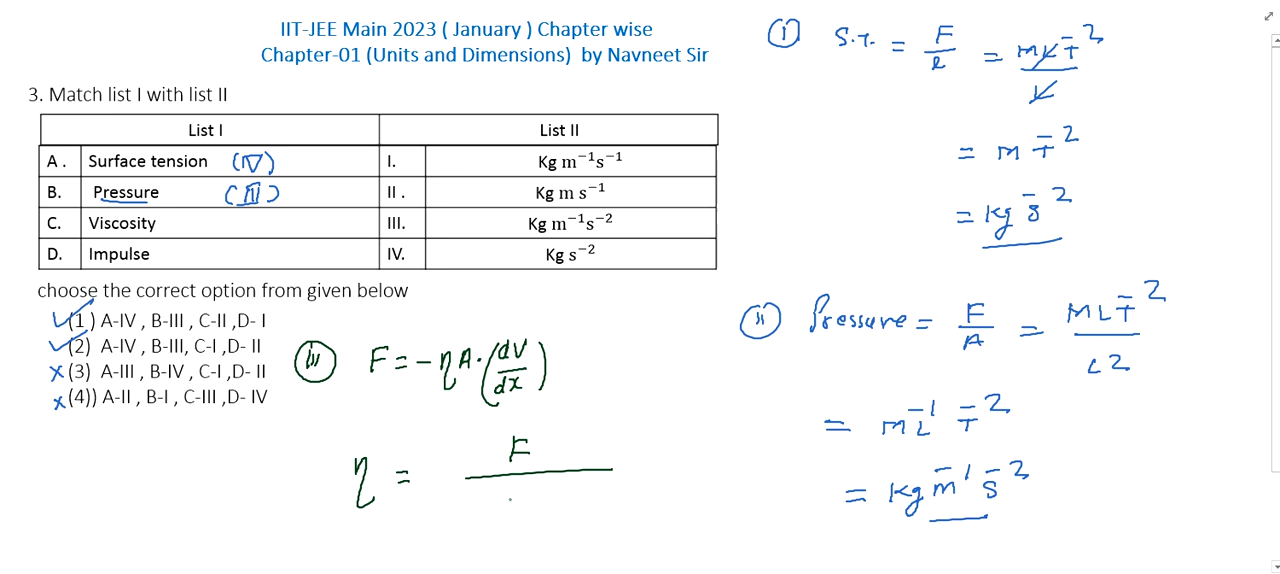 IIT-JEE Main 2023 ( January ) Chapter wise
Chapter-01 (Units and Dimensions) by Navneet Sir
3. Match list I with list II
List I List II
A . Surface tension (IV) I. Kg m⁻¹s⁻¹
B. Pressure (III) II . Kg m s⁻¹
C. Viscosity III. Kg m⁻¹s⁻²
D. Impulse IV. Kg s⁻²
choose the correct option from given below
(1 ) A-IV , B-III , C-II ,D- I
(2) A-IV , B-III, C-I ,D- II
(3) A-III , B-IV , C-I ,D- II
(4)) A-II , B-I , C-III ,D- IV
(i) S.T. = F/l = MLT⁻²/L
= MT⁻²
= Kg s⁻²
(ii) Pressure = F/A = MLT⁻²/L2
= ML⁻¹T⁻²
= Kg m⁻¹ s⁻²
(iii) F = -ηA.(dV/dx)
η = F